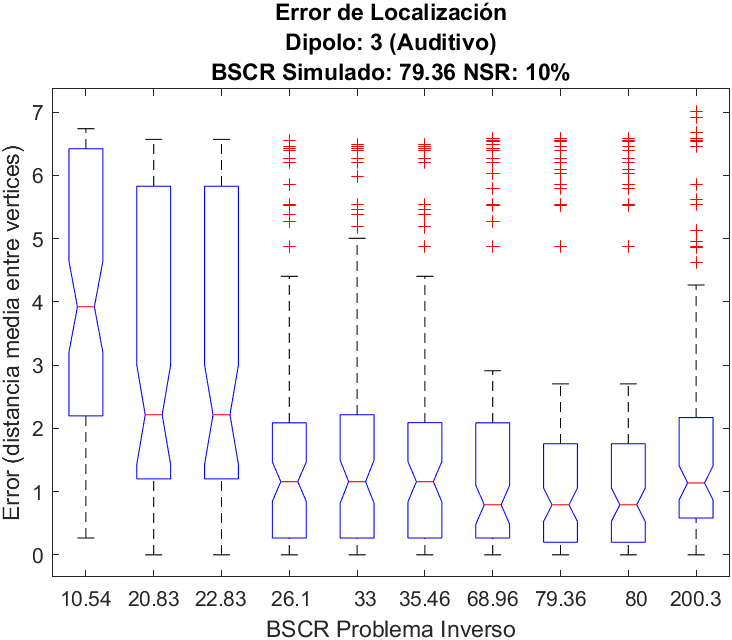 Error de Localización
Dipolo: 3 (Auditivo)
BSCR Simulado: 79.36 NSR: 10%
Error (distancia media entre vertices)
7
6
5
4
3
2
1
0
10.54 20.83 22.83 26.1 33 35.46 68.96 79.36 80 200.3
BSCR Problema Inverso